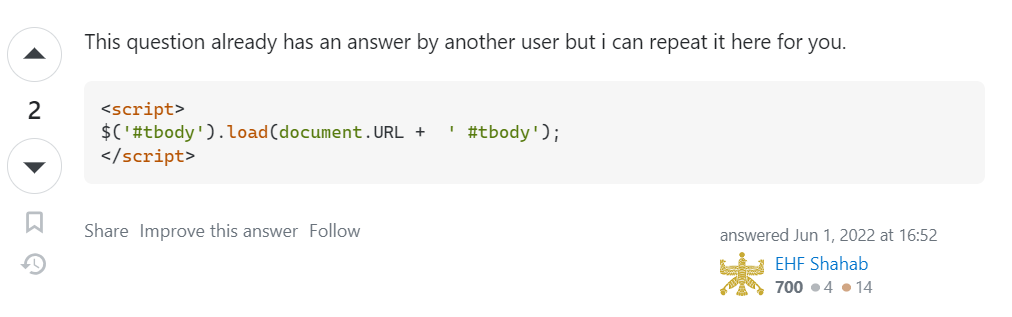 This question already has an answer by another user but i can repeat it here for you.
2
<script>
$('#tbody').load(document.URL +  ' #tbody');
</script>
Share Improve this answer Follow
answered Jun 1, 2022 at 16:52
EHF Shahab
700 4 14